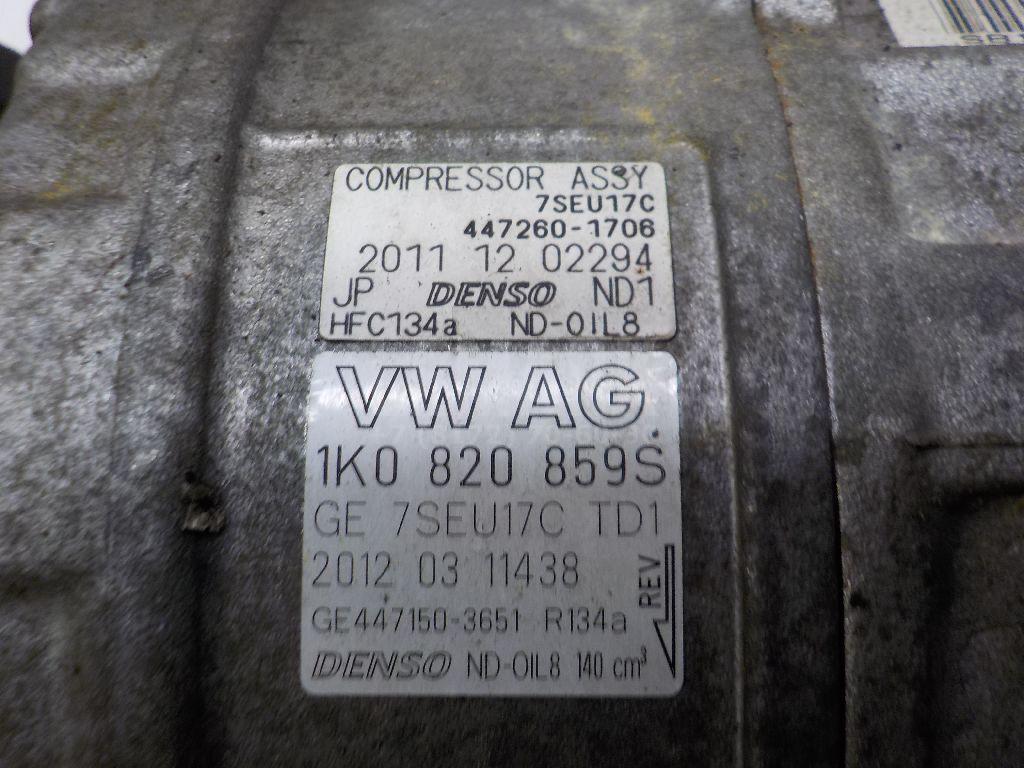 COMPRESSOR ASSY
7SEU17C
447260-1706
2011 12 02294
JP DENSO ND1
HFC134a ND-OIL8
VW AG.
1K0 820 859S
GE 7SEU17C TD1
2012 03 11438
REV
GE447150-3651 R134a
DENSO ND-OIL8 140 cm³